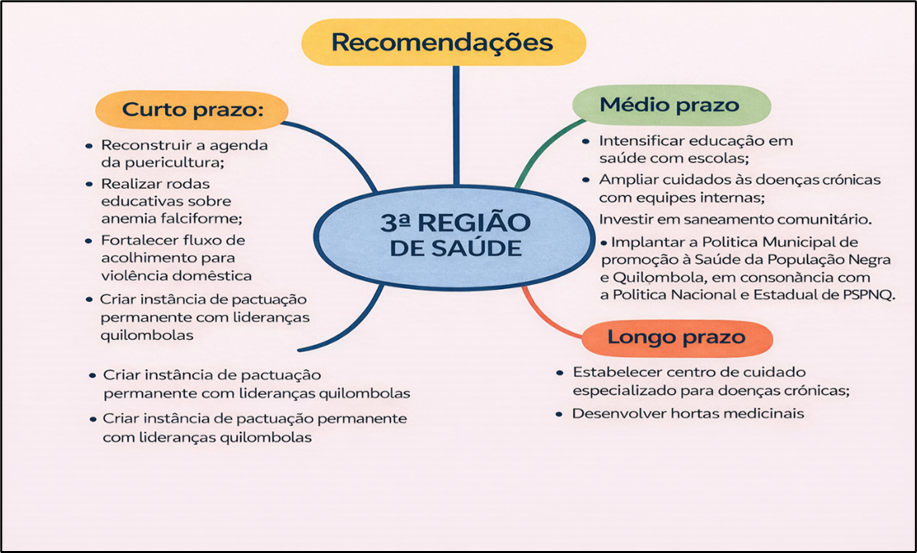 Recomendações
Curto prazo:
• Reconstruir a agenda
da puericultura;
• Realizar rodas
educativas sobre
anemia falciforme;
• Fortalecer fluxo de
acolhimento para
violência doméstica
• Criar instância de pactuação
permanente com lideranças
quilombolas
• Criar instância de pactuação
permanente com lideranças quilombolas
• Criar instância de pactuação permanente
com lideranças quilombolas
3ª REGIÃO
DE SAÚDE
Médio prazo
• Intensificar educação em
saúde com escolas;
• Ampliar cuidados às doenças crónicas
com equipes internas;
Investir em saneamento comunitário.
• Implantar a Politica Municipal de
promoção à Saúde da População Negra
e Quilombola, em consonància com
a Politica Nacional e Estadual de PSPNQ.
Longo prazo
• Estabelecer centro de cuidado
especializado para doenças crónicas;
• Desenvolver hortas medicinais